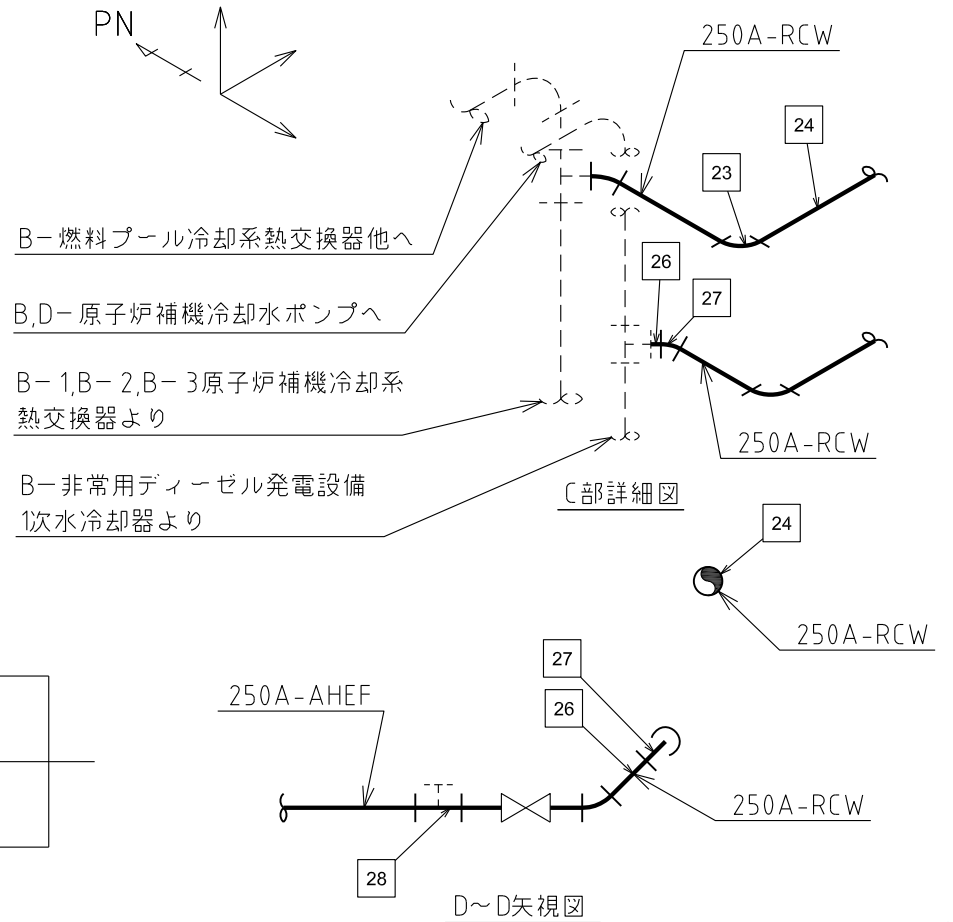 PN
250A-RCW
24
23
B-燃料プール冷却系熱交換器他へ
26
27
B,D-原子炉補機冷却水ポンプへ
B-1,B-2,B-3原子炉補機冷却系
熱交換器より
250A-RCW
B-非常用ディーゼル発電設備
1次水冷却器より
C部詳細図
24
250A-RCW
27
250A-AHEF
26
250A-RCW
28
D~D矢視図